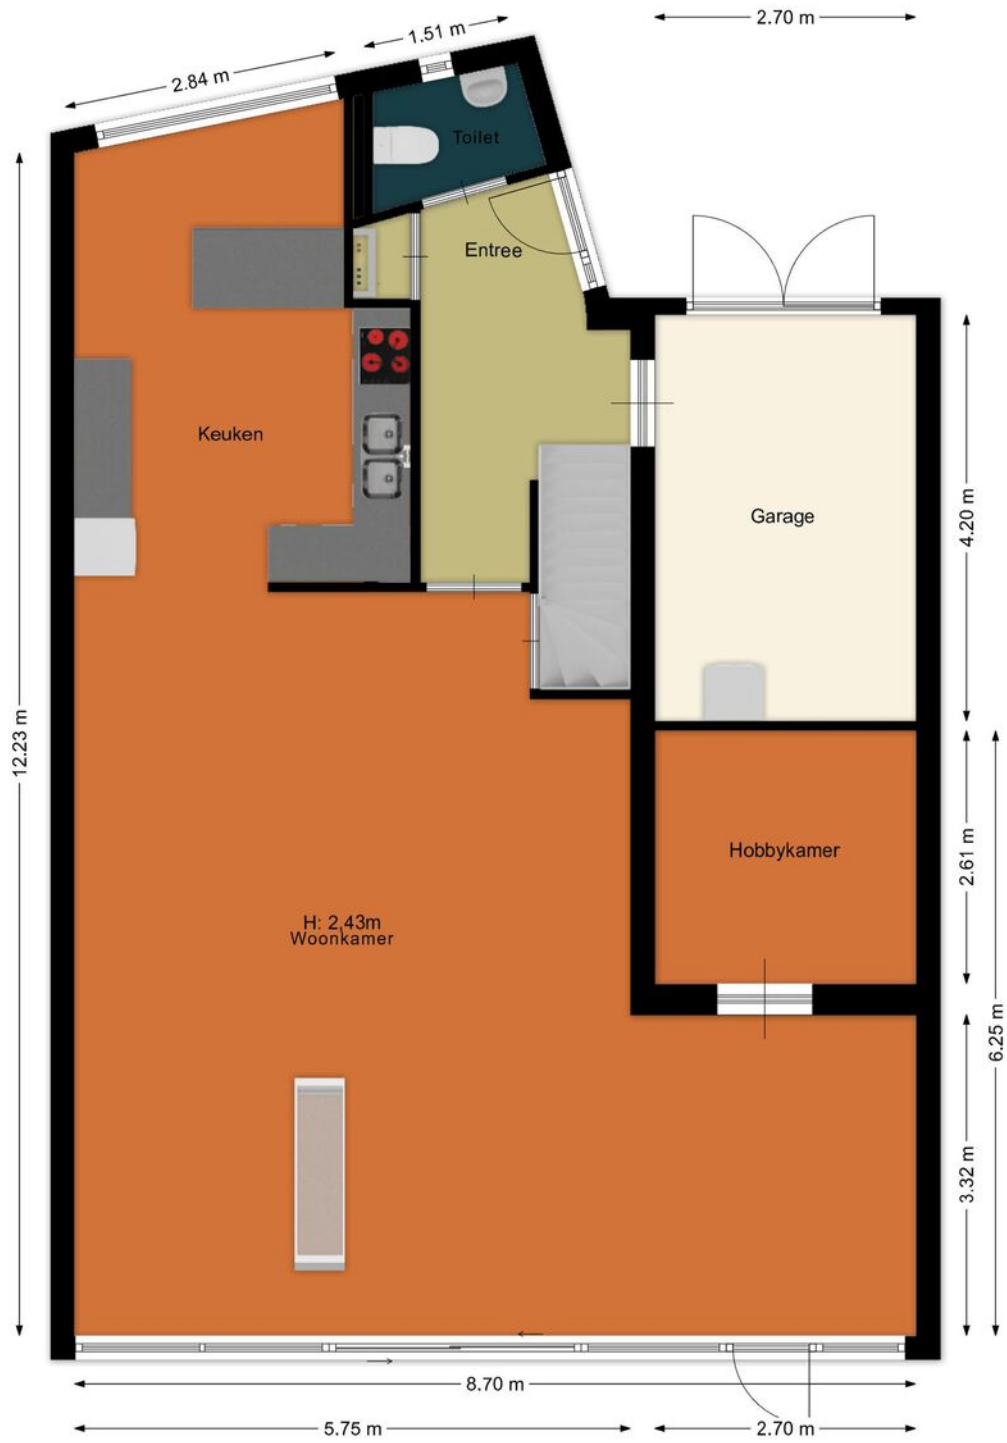 2.70 m
1.51 m
2.84 m
Toilet
Entree
Keuken
Garage
4.20 m
12.23 m
Hobbykamer
2.61 m
H: 2,43m
Woonkamer
6.25 m
3.32 m
8.70 m
5.75 m
2.70 m